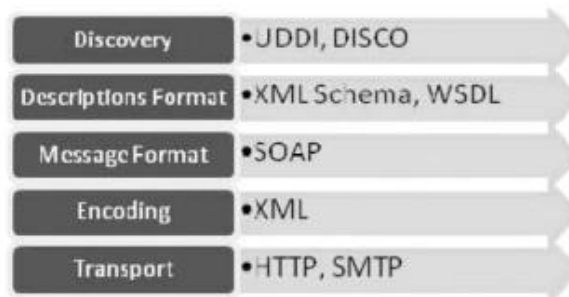 Discovery •UDDI, DISCO
Descriptions Format •XML Schema, WSDL
Message Format •SOAP
Encoding •XML
Transport •HTTP, SMTP